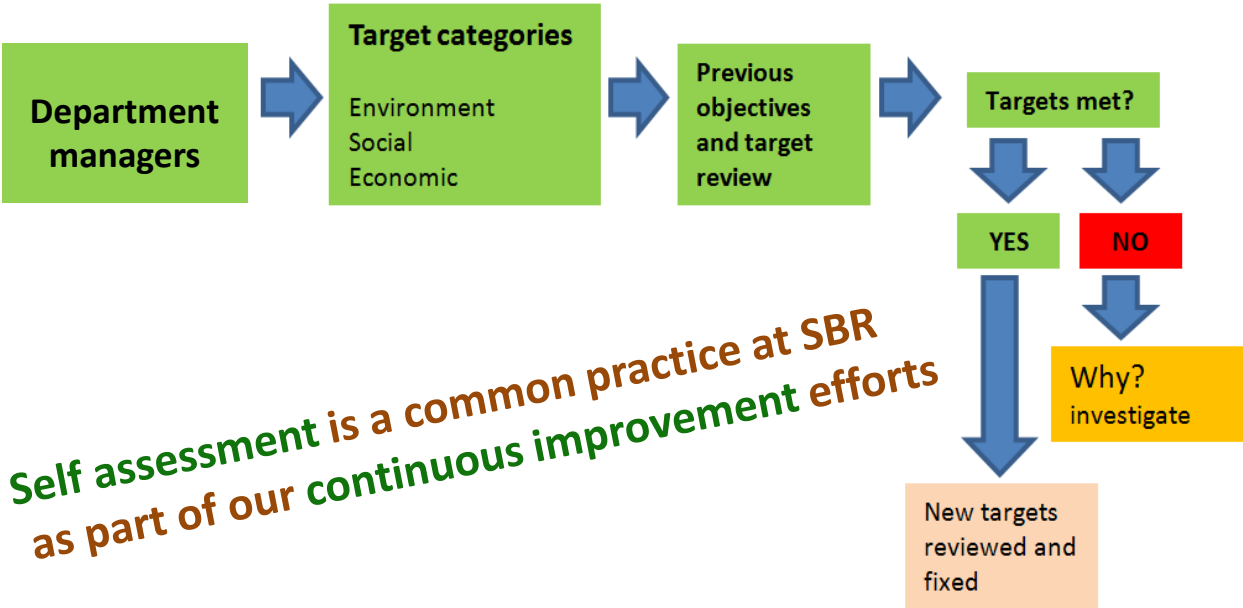 Department
managers
Target categories
Environment
Social
Economic
Previous
objectives
and target
review
Targets met?
YES
NO
Why?
investigate
New targets
reviewed and
fixed
Self assessment is a common practice at SBR
as part of our continuous improvement efforts